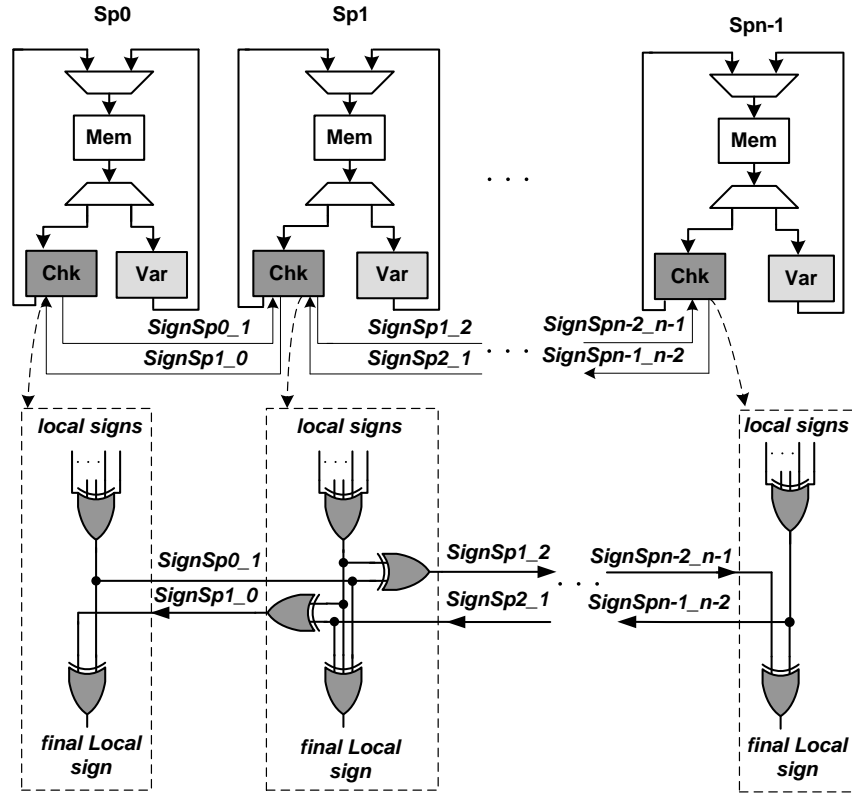 Sp0
Sp1
Spn-1
Mem
Mem
Mem
. . .
Chk
Var
Chk
Var
Chk
Var
SignSp0_1
SignSp1_2
SignSpn-2_n-1
SignSp1_0
SignSp2_1
. . .
SignSpn-1_n-2
local signs
local signs
local signs
. . .
. . .
. . .
SignSp0_1
SignSp1_2
SignSpn-2_n-1
SignSp1_0
SignSp2_1
. . .
SignSpn-1_n-2
final Local
sign
final Local
sign
final Local
sign